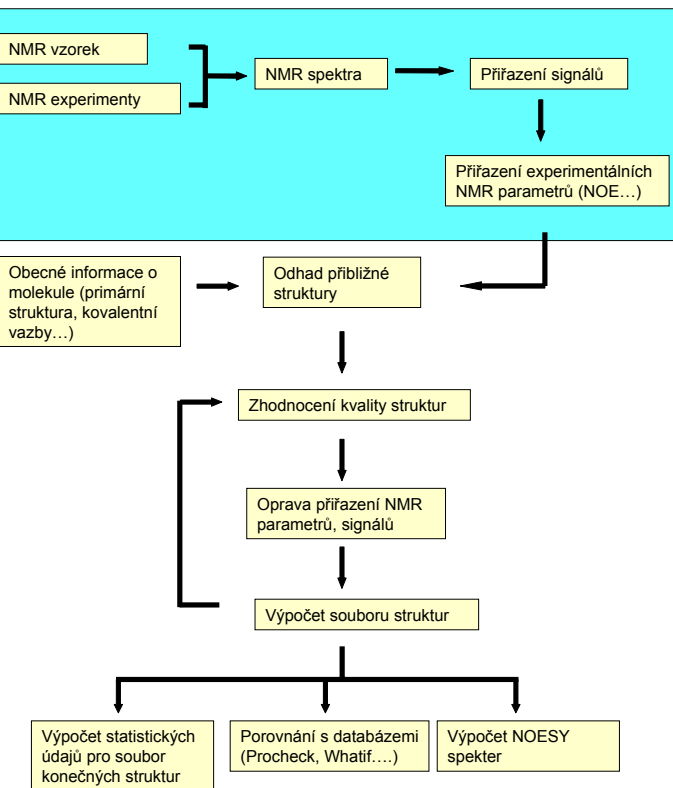 NMR vzorek
NMR experimenty
NMR spektra
Přiřazení signálů
Přiřazení experimentálních
NMR parametrů (NOE…)
Obecné informace o
molekule (primární
struktura, kovalentní
vazby…)
Odhad přibližné
struktury
Zhodnocení kvality struktur
Oprava přiřazení NMR
parametrů, signálů
Výpočet souboru struktur
Výpočet statistických
údajů pro soubor
konečných struktur
Porovnání s databázemi
(Procheck, Whatif….)
Výpočet NOESY
spekter